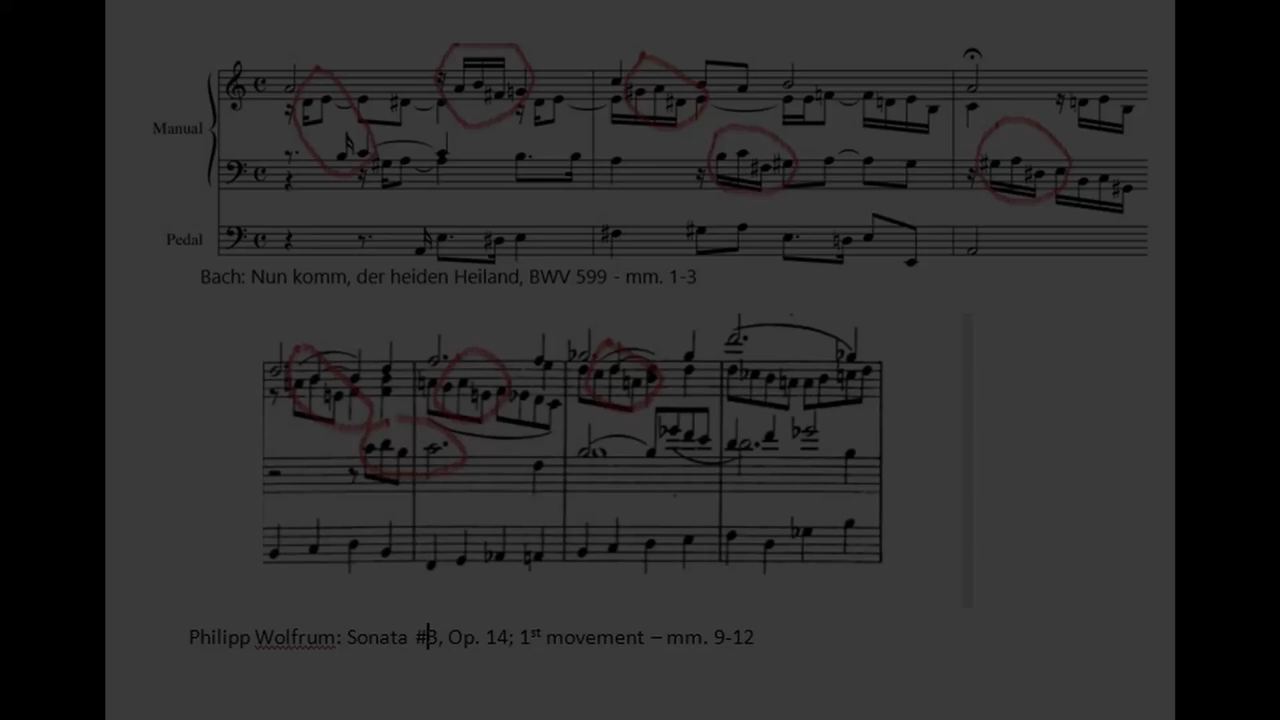 Manual
Pedal
Bach: Nun komm, der heiden Heiland, BWV 599 - mm. 1-3
Philipp Wolfrum: Sonata #3, Op. 14; 1st movement – mm. 9-12